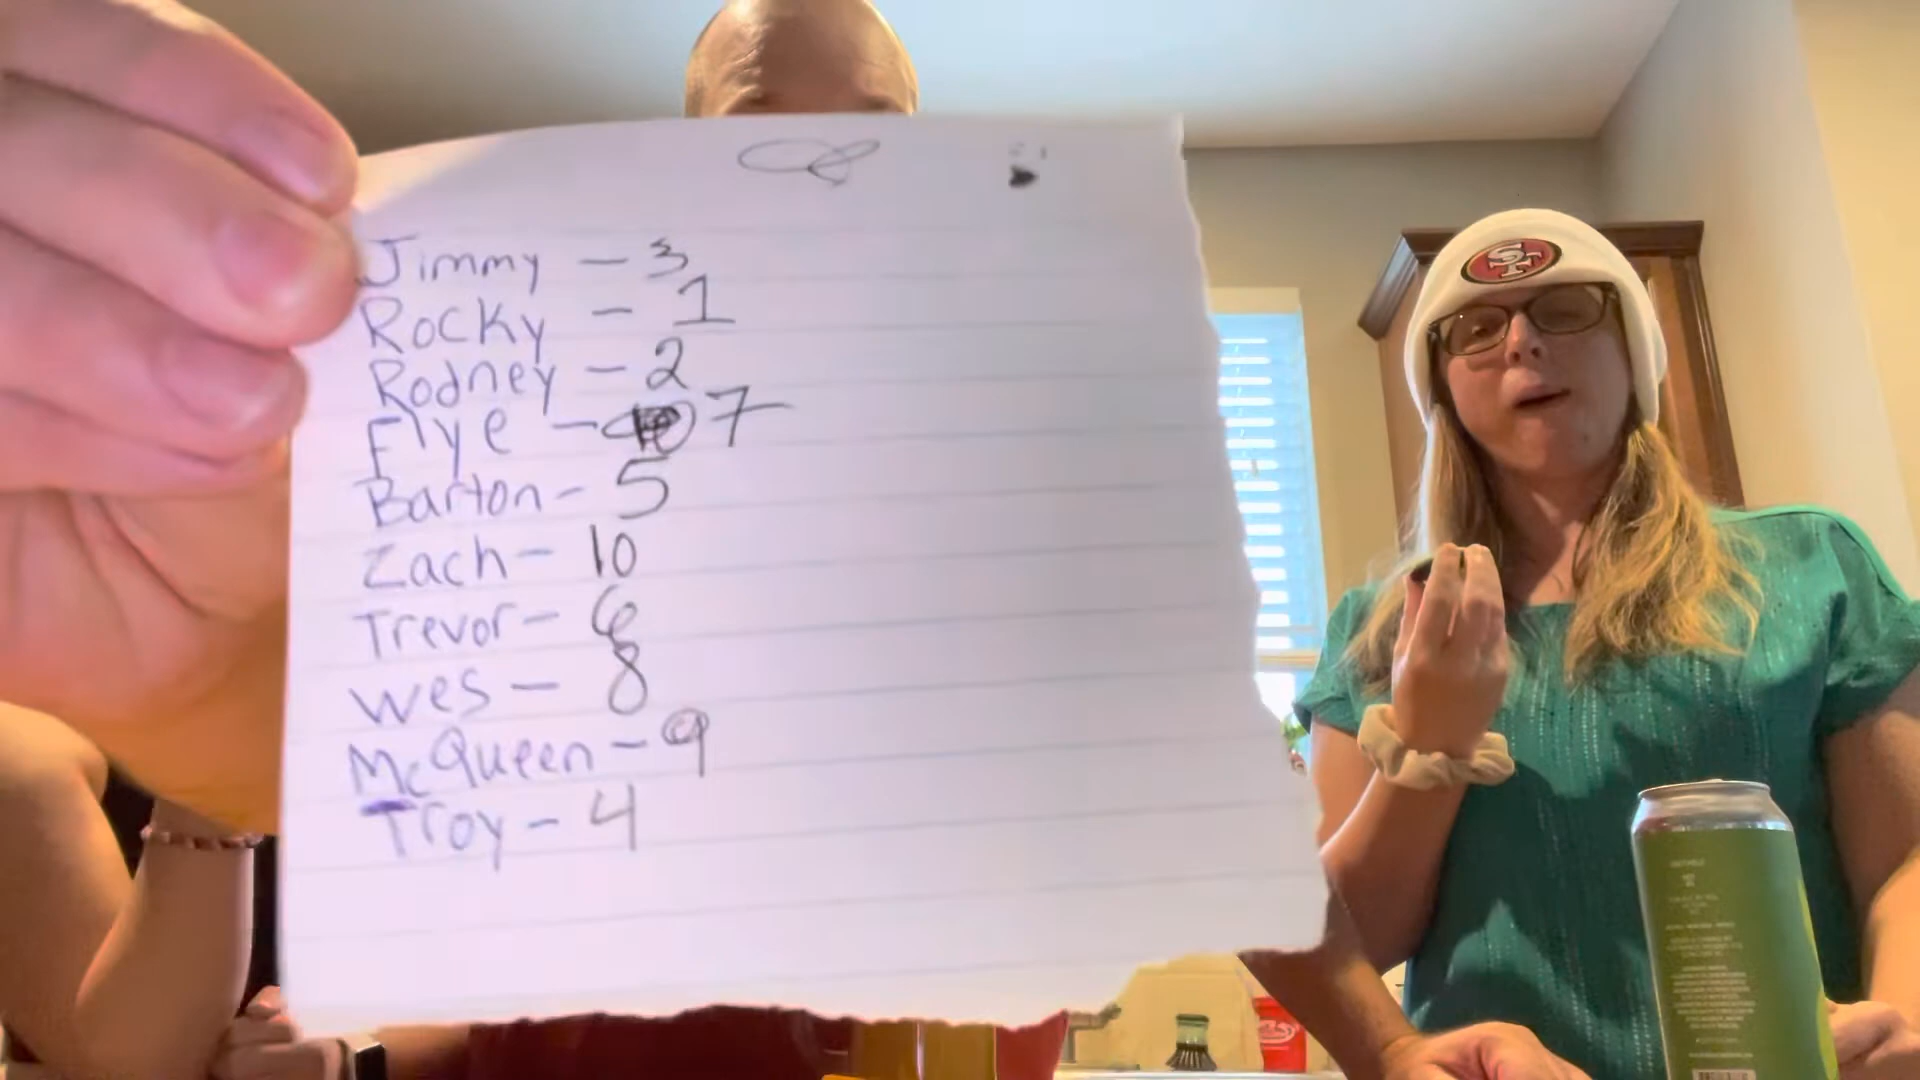 Jimmy - 3
Rocky - 1
Rodney - 2
Flye - 7
Barton - 5
Zach - 10
Trevor - 6
Wes - 8
McQueen - 9
Troy - 4
SF